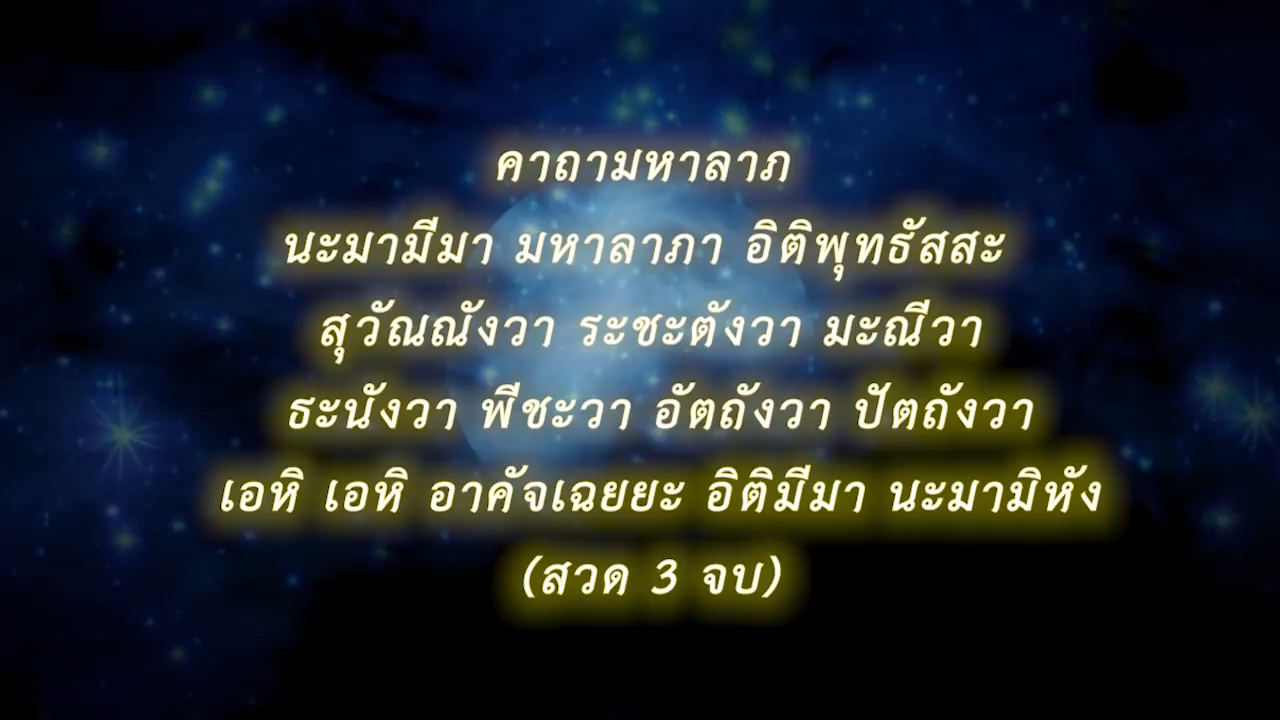 คาถามหาลาภ
นะมามีมา มหาลาภา อิติพุทธัสสะ
สุวัณณังวา ระชะตังวา มะณีวา
ธะนังวา พีชะวา อัตถังวา ปัตถังวา
เอหิ เอหิ อาคัจเฉยยะ อิติมีมา นะมามิหัง
(สวด 3 จบ)